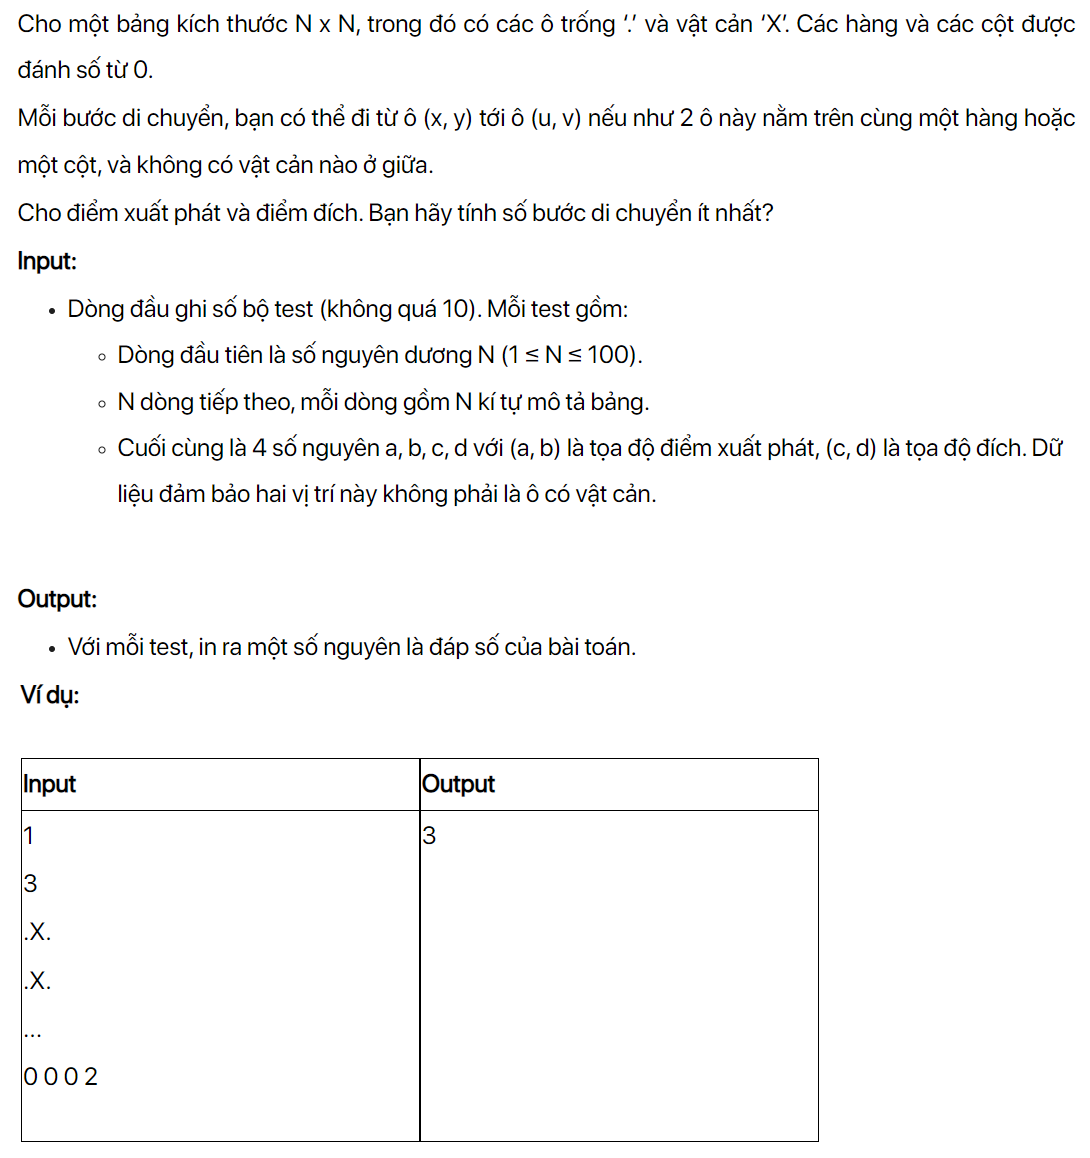 Cho một bảng kích thước N x N, trong đó có các ô trống ‘.’ và vật cản ‘X’. Các hàng và các cột được
đánh số từ 0.
Mỗi bước di chuyển, bạn có thể đi từ ô (x, y) tới ô (u, v) nếu như 2 ô này nằm trên cùng một hàng hoặc
một cột, và không có vật cản nào ở giữa.
Cho điểm xuất phát và điểm đích. Bạn hãy tính số bước di chuyển ít nhất?
Input:
• Dòng đầu ghi số bộ test (không quá 10). Mỗi test gồm:
◦ Dòng đầu tiên là số nguyên dương N (1 ≤ N ≤ 100).
◦ N dòng tiếp theo, mỗi dòng gồm N kí tự mô tả bảng.
◦ Cuối cùng là 4 số nguyên a, b, c, d với (a, b) là tọa độ điểm xuất phát, (c, d) là tọa độ đích. Dữ
liệu đảm bảo hai vị trí này không phải là ô có vật cản.
Output:
• Với mỗi test, in ra một số nguyên là đáp số của bài toán.
Ví dụ:
Input Output
1 3
3
.X.
.X.
...
0 0 0 2